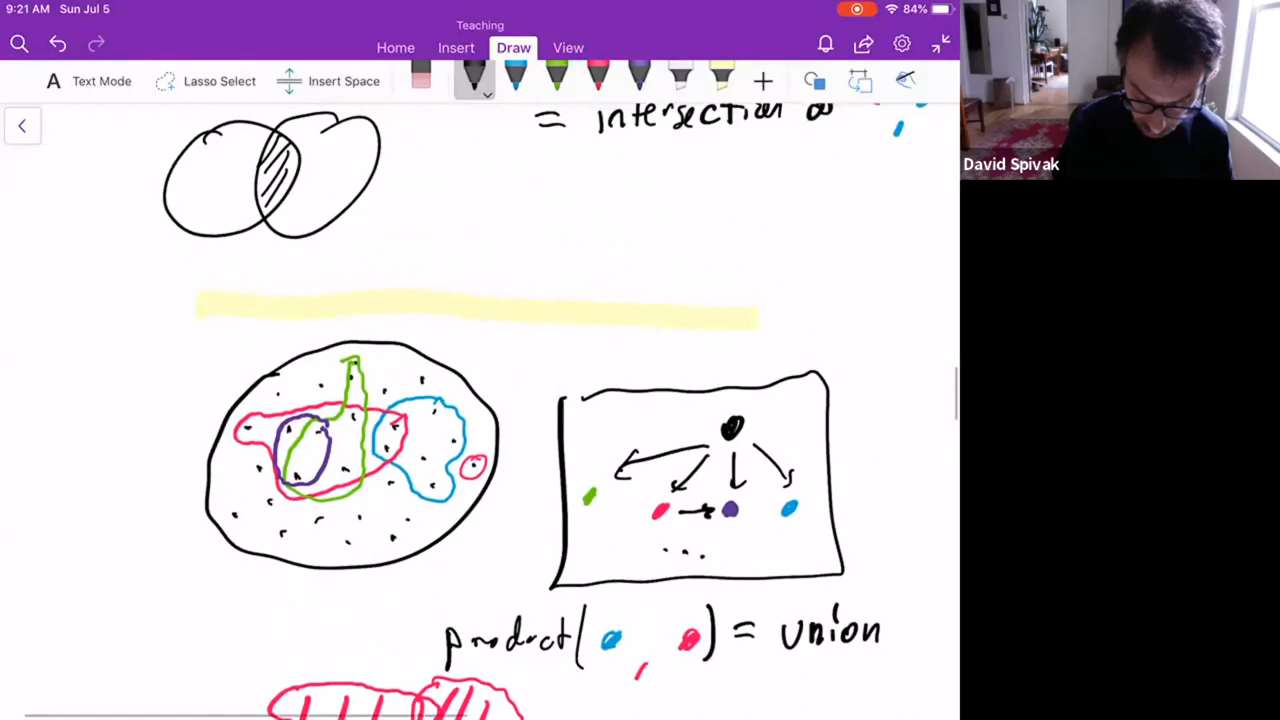 9:21 AM Sun Jul 5
84%
Teaching
Home Insert Draw View
Text Mode Lasso Select Insert Space
= intersection
David Spivak
product( , ) = union